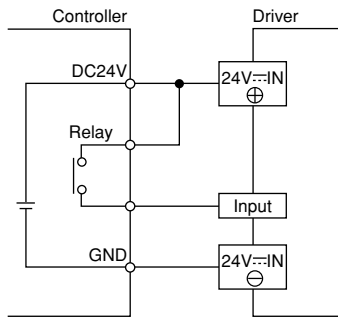 Controller
Driver
DC24V
24V⎓IN
⊕
Relay
Input
GND
24V⎓IN
⊖